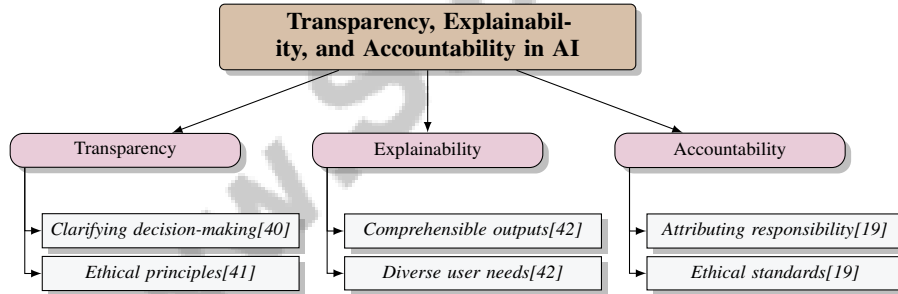 Transparency, Explainabil-
ity, and Accountability in AI
Transparency
Explainability
Accountability
Clarifying decision-making[40]
Comprehensible outputs[42]
Attributing responsibility[19]
Ethical principles[41]
Diverse user needs[42]
Ethical standards[19]